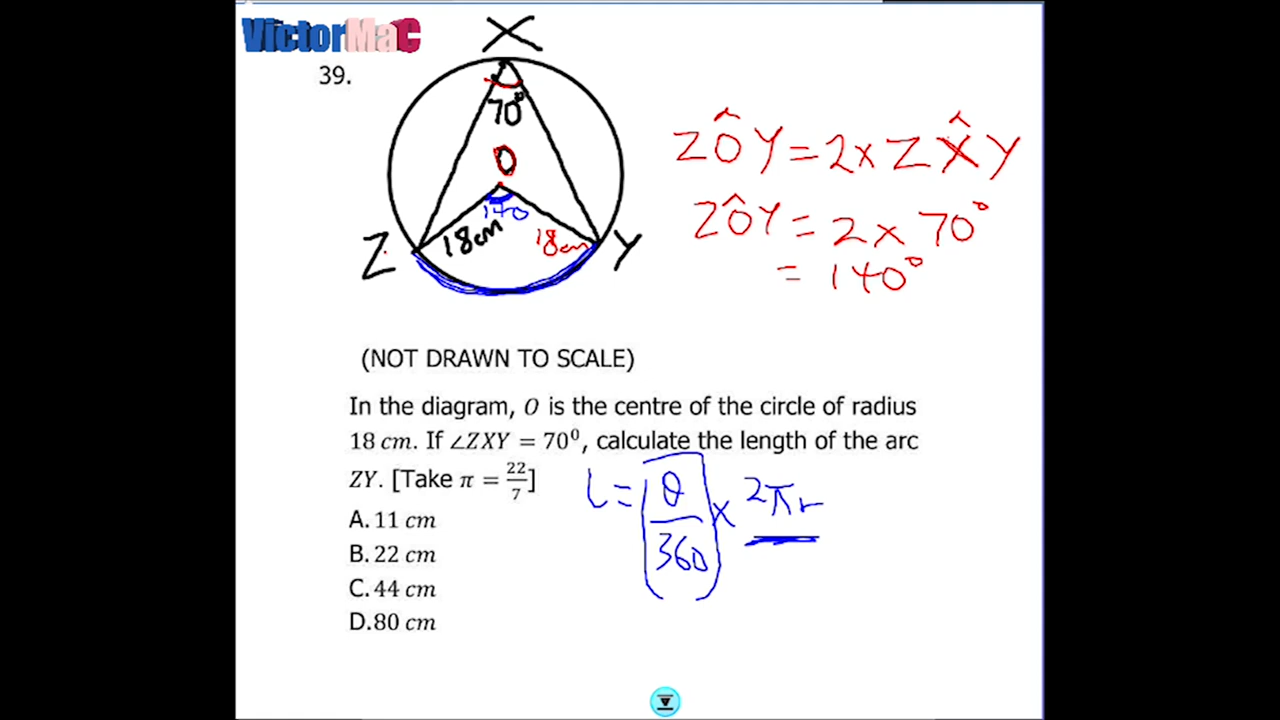 VictorMaC
39.
X
70°
O
140
18cm
18cm
Z
Y
ZÔY = 2 x ZX̂Y
ZÔY = 2 x 70°
= 140°
(NOT DRAWN TO SCALE)
In the diagram, O is the centre of the circle of radius
18 cm. If ∠ZXY = 70⁰, calculate the length of the arc
ZY. [Take π = 22/7]
L = (θ/360) x 2πr
A. 11 cm
B. 22 cm
C. 44 cm
D. 80 cm